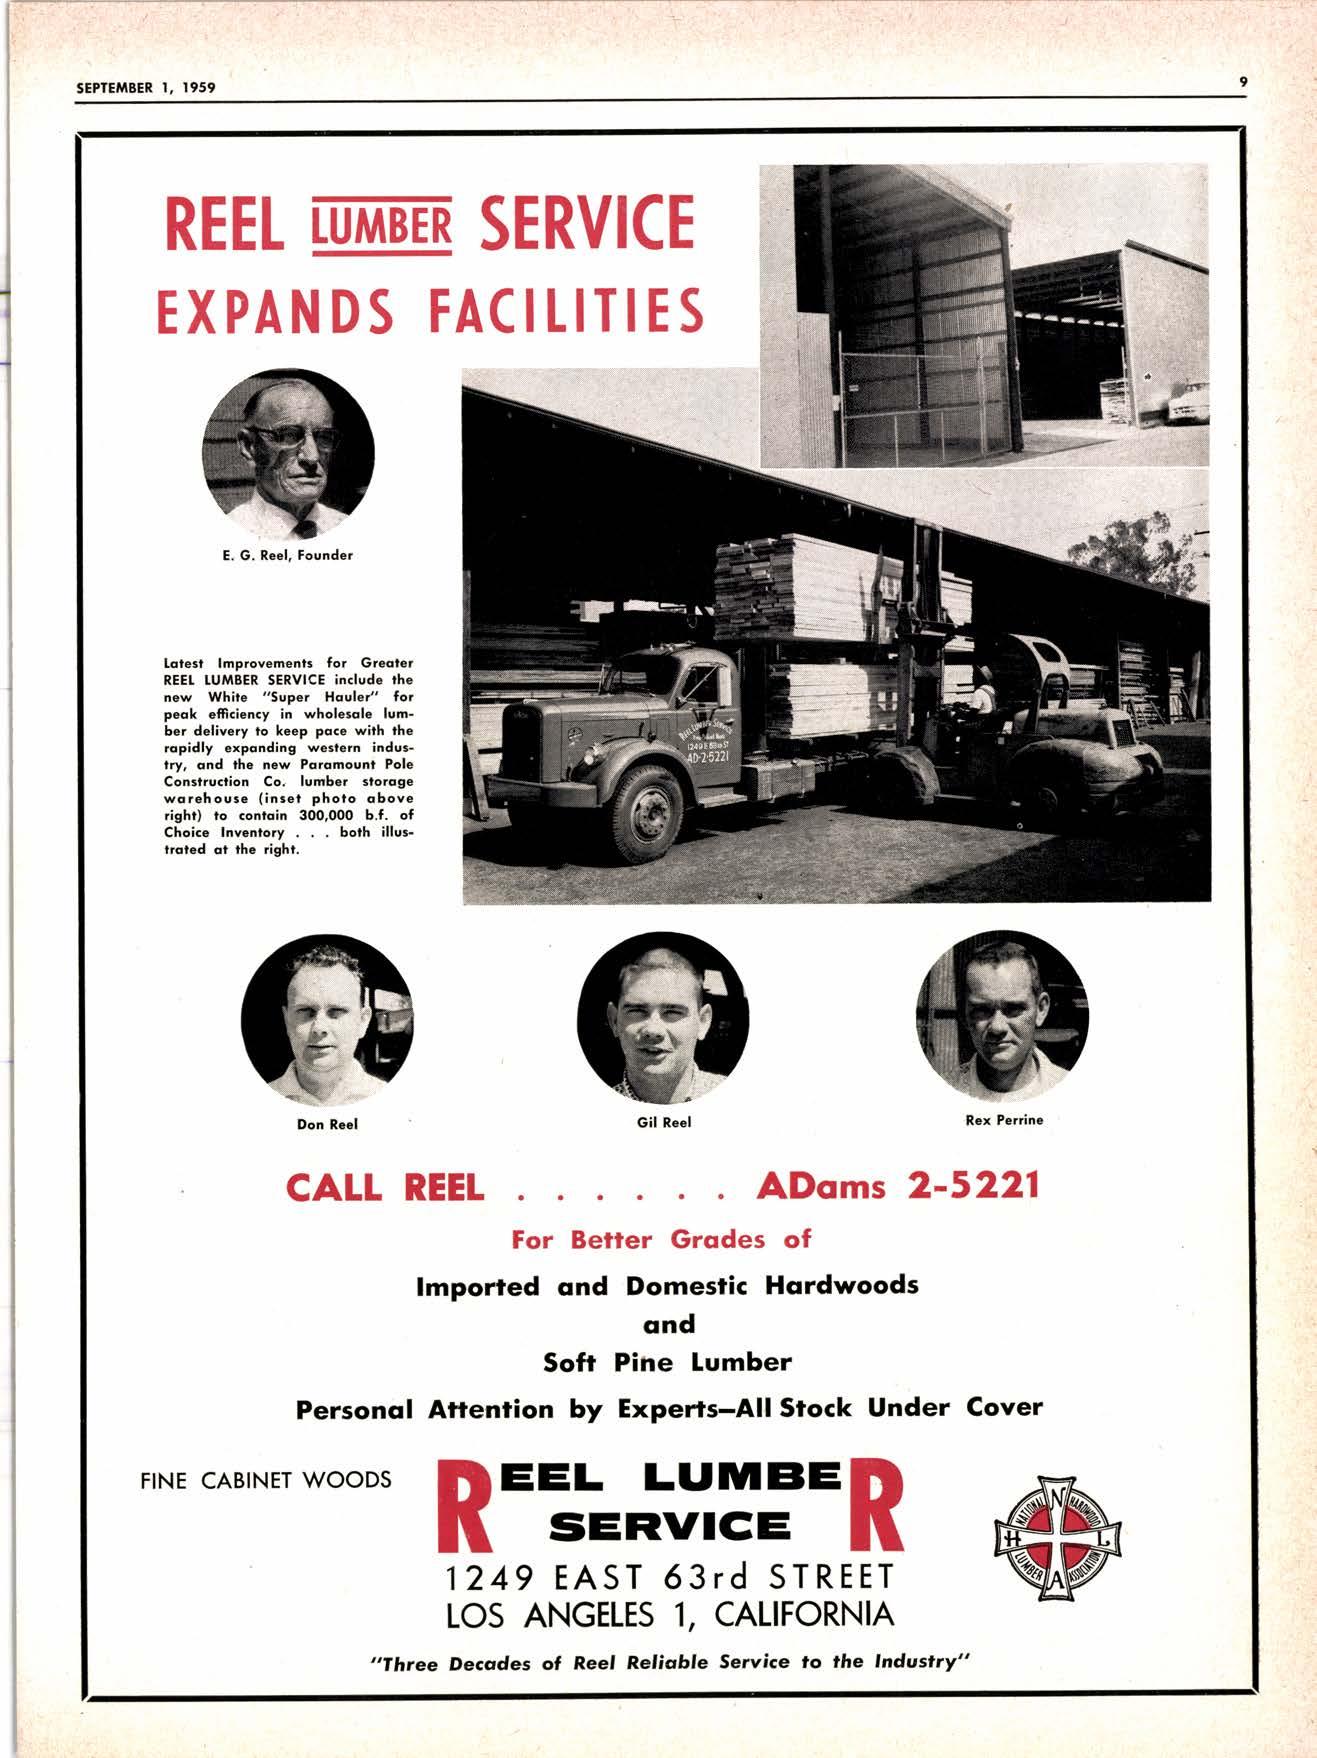 SEPTEMBER 1, 1959
9
REEL LUMBER SERVICE
EXPANDS FACILITIES
E. G. Reel, Founder
Latest Improvements for Greater
REEL LUMBER SERVICE include the
new White "Super Hauler" for
peak efficiency in wholesale lum-
ber delivery to keep pace with the
rapidly expanding western indus-
try, and the new Paramount Pole
Construction Co. lumber storage
warehouse (inset photo above
right) to contain 300,000 b.f. of
Choice Inventory . . . both illus-
trated at the right.
REEL LUMBER SERVICE
1249 E 63RD ST
AD-2-5221
Don Reel
Gil Reel
Rex Perrine
CALL REEL . . . . . . ADams 2-5221
For Better Grades of
Imported and Domestic Hardwoods
and
Soft Pine Lumber
Personal Attention by Experts—All Stock Under Cover
FINE CABINET WOODS
REEL LUMBER
SERVICE
1249 EAST 63rd STREET
LOS ANGELES 1, CALIFORNIA
NATIONAL HARDWOOD LUMBER ASSOCIATION
N H L A
"Three Decades of Reel Reliable Service to the Industry"